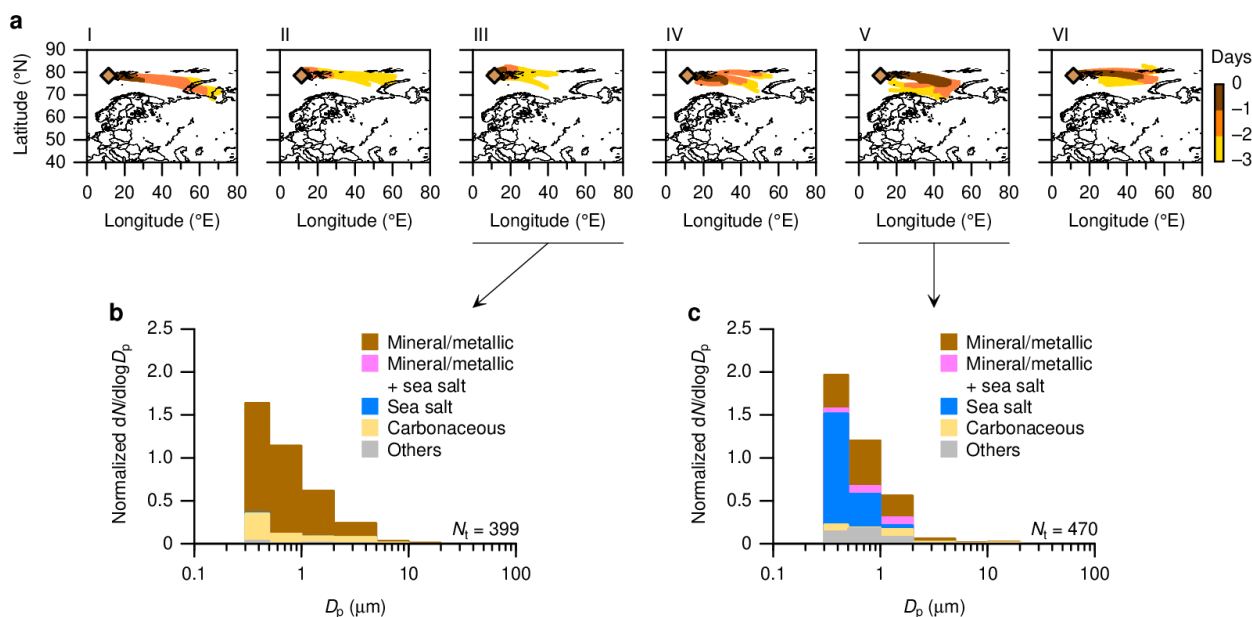 a
I II III IV V VI
Latitude (°N)
90
80
70
60
50
40
0 20 40 60 80
Longitude (°E)
0 20 40 60 80
Longitude (°E)
0 20 40 60 80
Longitude (°E)
0 20 40 60 80
Longitude (°E)
0 20 40 60 80
Longitude (°E)
0 20 40 60 80
Longitude (°E)
Days
0
−1
−2
−3
b
Normalized dN/dlogDp
2.5
2.0
1.5
1.0
0.5
0
Mineral/metallic
Mineral/metallic
+ sea salt
Sea salt
Carbonaceous
Others
Nt = 399
0.1 1 10 100
Dp (μm)
c
Normalized dN/dlogDp
2.5
2.0
1.5
1.0
0.5
0
Mineral/metallic
Mineral/metallic
+ sea salt
Sea salt
Carbonaceous
Others
Nt = 470
0.1 1 10 100
Dp (μm)